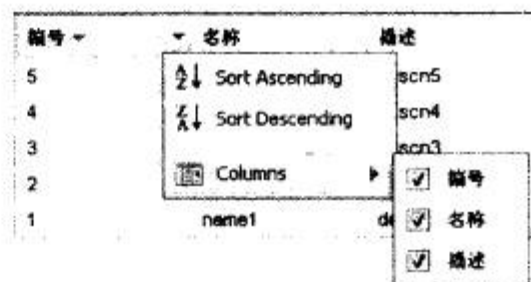 编号 名称 描述
5 Sort Ascending scn5
4 Sort Descending scn4
3 scn3
2 Columns 编号
1 name1 de 名称
描述